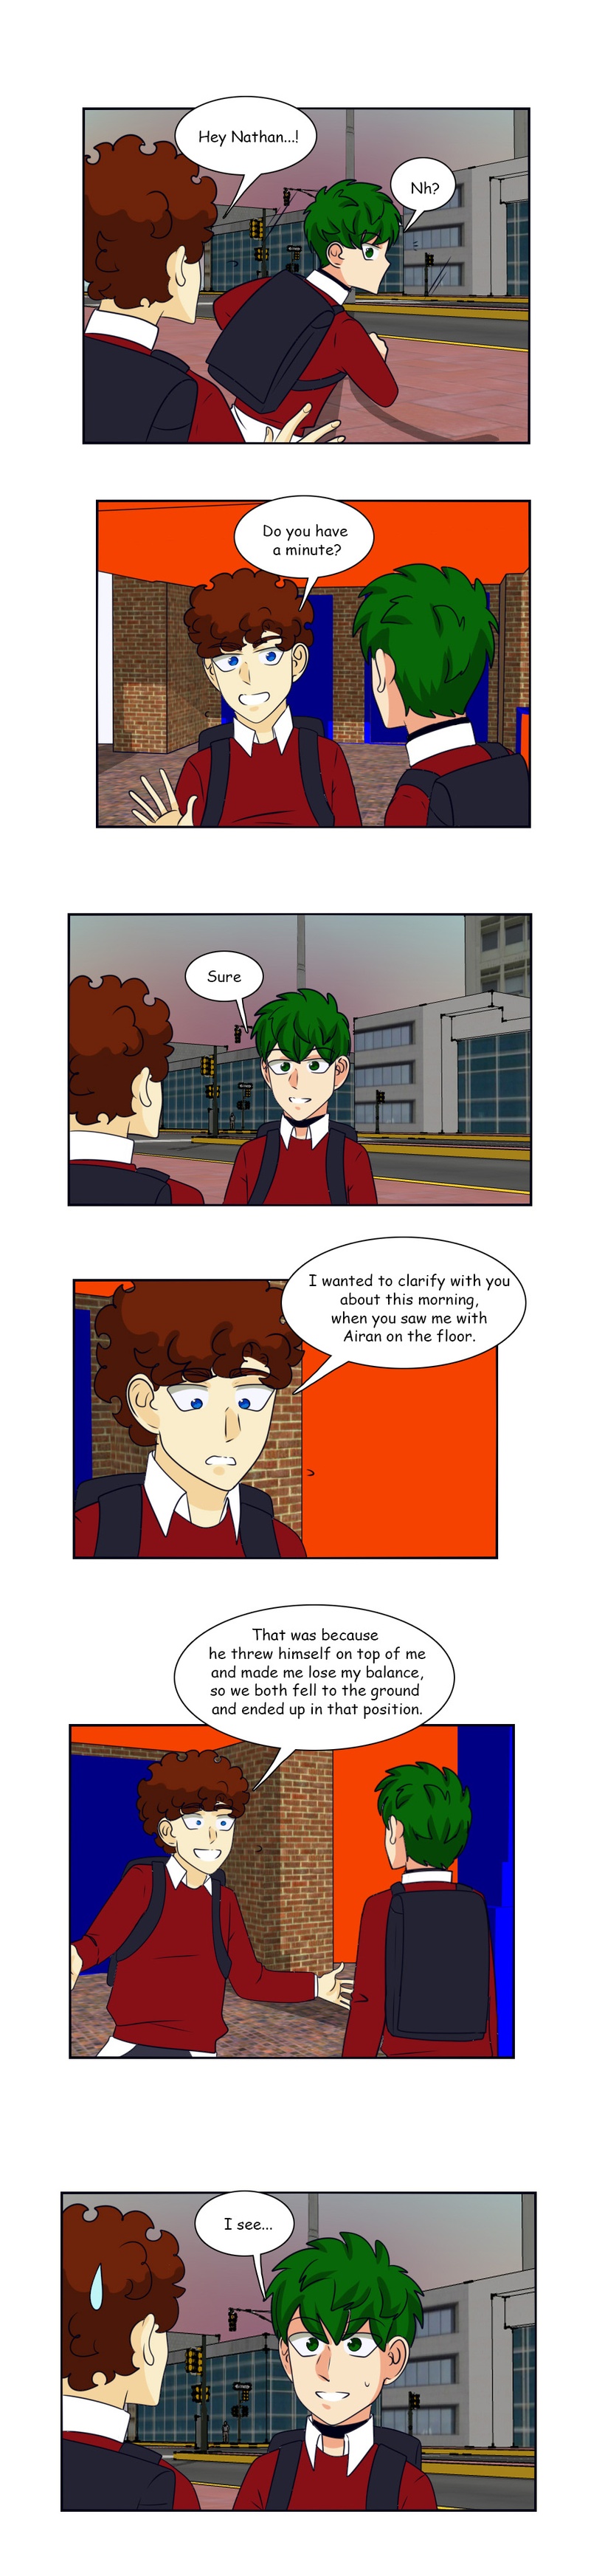 Hey Nathan...!
Nh?
Do you have
a minute?
Sure
I wanted to clarify with you
about this morning,
when you saw me with
Airan on the floor.
That was because
he threw himself on top of me
and made me lose my balance,
so we both fell to the ground
and ended up in that position.
I see...